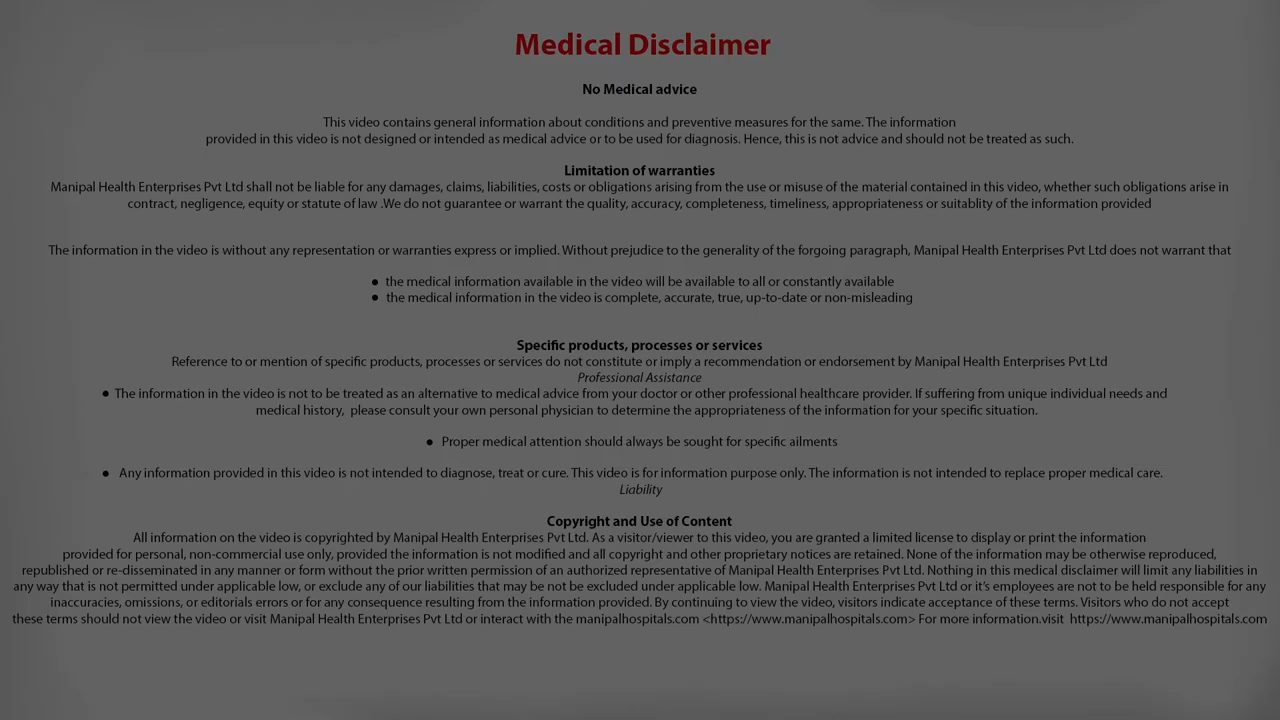 Medical Disclaimer
No Medical advice
This video contains general information about conditions and preventive measures for the same. The information
provided in this video is not designed or intended as medical advice or to be used for diagnosis. Hence, this is not advice and should not be treated as such.
Limitation of warranties
Manipal Health Enterprises Pvt Ltd shall not be liable for any damages, claims, liabilities, costs or obligations arising from the use or misuse of the material contained in this video, whether such obligations arise in
contract, negligence, equity or statute of law .We do not guarantee or warrant the quality, accuracy, completeness, timeliness, appropriateness or suitablity of the information provided
The information in the video is without any representation or warranties express or implied. Without prejudice to the generality of the forgoing paragraph, Manipal Health Enterprises Pvt Ltd does not warrant that
● the medical information available in the video will be available to all or constantly available
● the medical information in the video is complete, accurate, true, up-to-date or non-misleading
Specific products, processes or services
Reference to or mention of specific products, processes or services do not constitute or imply a recommendation or endorsement by Manipal Health Enterprises Pvt Ltd
Professional Assistance
● The information in the video is not to be treated as an alternative to medical advice from your doctor or other professional healthcare provider. If suffering from unique individual needs and
medical history, please consult your own personal physician to determine the appropriateness of the information for your specific situation.
● Proper medical attention should always be sought for specific ailments
● Any information provided in this video is not intended to diagnose, treat or cure. This video is for information purpose only. The information is not intended to replace proper medical care.
Liability
Copyright and Use of Content
All information on the video is copyrighted by Manipal Health Enterprises Pvt Ltd. As a visitor/viewer to this video, you are granted a limited license to display or print the information
provided for personal, non-commercial use only, provided the information is not modified and all copyright and other proprietary notices are retained. None of the information may be otherwise reproduced,
republished or re-disseminated in any manner or form without the prior written permission of an authorized representative of Manipal Health Enterprises Pvt Ltd. Nothing in this medical disclaimer will limit any liabilities in
any way that is not permitted under applicable low, or exclude any of our liabilities that may be not be excluded under applicable low. Manipal Health Enterprises Pvt Ltd or it's employees are not to be held responsible for any
inaccuracies, omissions, or editorials errors or for any consequence resulting from the information provided. By continuing to view the video, visitors indicate acceptance of these terms. Visitors who do not accept
these terms should not view the video or visit Manipal Health Enterprises Pvt Ltd or interact with the manipalhospitals.com <https://www.manipalhospitals.com> For more information.visit https://www.manipalhospitals.com